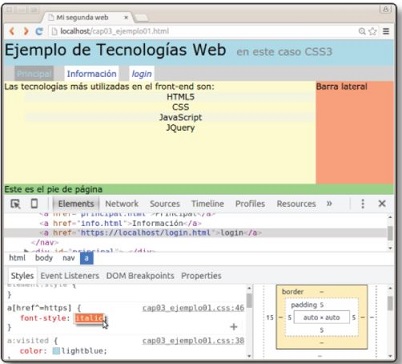 Mi segunda web
localhost/cap03_ejemplo01.html
Ejemplo de Tecnologías Web en este caso CSS3
Principal Información login
Las tecnologías más utilizadas en el front-end son:
HTML5
CSS
JavaScript
JQuery
Barra lateral
Este es el pie de página
Elements Network Sources Timeline Profiles Resources »
<a href="principal.html">Principal</a>
<a href="info.html">Información</a>
<a href="https://localhost/login.html">login</a>
</nav>
html body nav a
Styles Event Listeners DOM Breakpoints Properties
element.style {
}
a[href^=https] { cap03_ejemplo01.css:46
font-style: italic
}
a:visited { cap03_ejemplo01.css:38
color: lightblue;
border -
padding 5
15 - 5 auto × auto 5 - 5
5
-